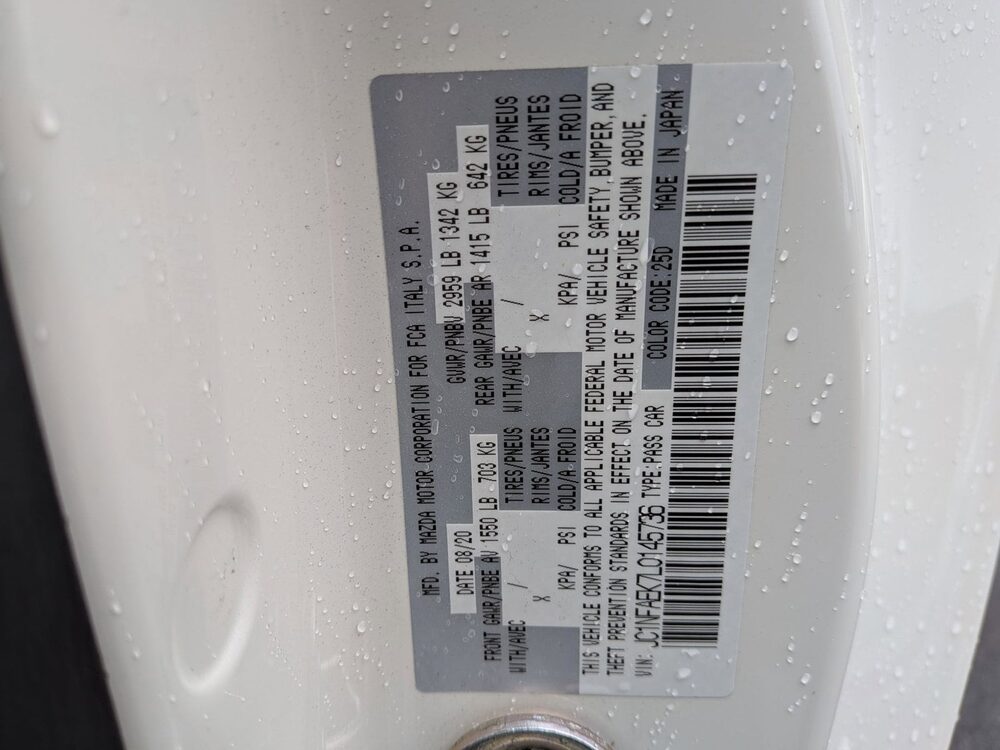 MFD. BY MAZDA MOTOR CORPORATION FOR FCA ITALY S.P.A.
DATE 08/20 GVWR/PNBV 2959 LB 1342 KG
FRONT GAWR/PNBE AV 1550 LB 703 KG REAR GAWR/PNBE AR 1415 LB 642 KG
WITH/AVEC / TIRES/PNEUS WITH/AVEC / TIRES/PNEUS
X RIMS/JANTES X RIMS/JANTES
KPA/ PSI COLD/A FROID KPA/ PSI COLD/A FROID
THIS VEHICLE CONFORMS TO ALL APPLICABLE FEDERAL MOTOR VEHICLE SAFETY, BUMPER, AND
THEFT PREVENTION STANDARDS IN EFFECT ON THE DATE OF MANUFACTURE SHOWN ABOVE.
VIN: JC1NFAEK7L0145736 TYPE:PASS CAR COLOR CODE:25D MADE IN JAPAN